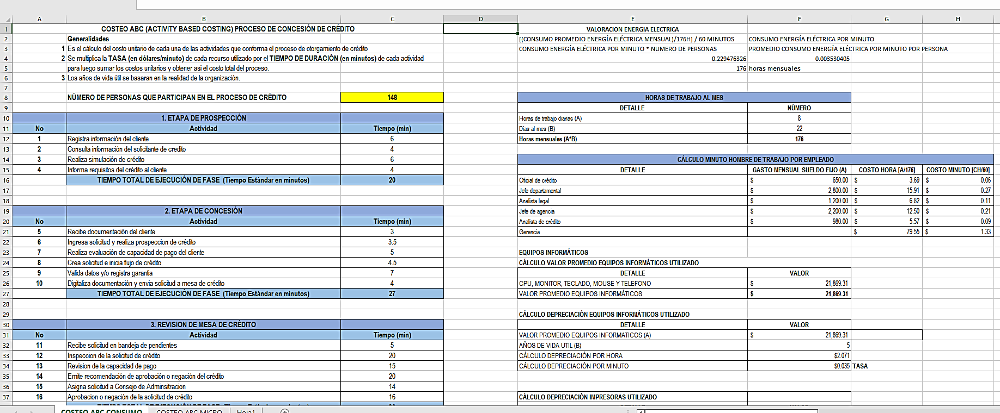 A B C D E F G H
1 COSTEO ABC (ACTIVITY BASED COSTING) PROCESO DE CONCESIÓN DE CRÉDITO VALORACION ENERGIA ELECTRICA
2 Generalidades [(CONSUMO PROMEDIO ENERGÍA ELÉCTRICA MENSUAL)/176H] / 60 MINUTOS CONSUMO ENERGÍA ELÉCTRICA POR MINUTO
3 1 Es el cálculo del costo unitario de cada una de las actividades que conforma el proceso de otorgamiento de crédito CONSUMO ENERGÍA ELÉCTRICA POR MINUTO * NUMERO DE PERSONAS PROMEDIO CONSUMO ENERGÍA ELÉCTRICA POR MINUTO POR PERSONA
4 2 Se multiplica la TASA (en dólares/minuto) de cada recurso utilizado por el TIEMPO DE DURACIÓN (en minutos) de cada actividad 0.229476326 0.003530405
5 para luego sumar los costos unitarios y obtener asi el costo total del proceso. 176 horas mensuales
6 3 Los años de vida útil se basaran en la realidad de la organización.
7
8 NÚMERO DE PERSONAS QUE PARTICIPAN EN EL PROCESO DE CRÉDITO 148 HORAS DE TRABAJO AL MES
9 DETALLE NÚMERO
10 1. ETAPA DE PROSPECCIÓN Horas de trabajo diarias (A) 8
11 No Actividad Tiempo (min) Dias al mes (B) 22
12 1 Registra información del cliente 6 Horas mensuales (A*B) 176
13 2 Consulta información del solicitante de credito 4
14 3 Realiza simulación de crédito 6 CÁLCULO MINUTO HOMBRE DE TRABAJO POR EMPLEADO
15 4 Informa requisitos del crédito al cliente 4 DETALLE GASTO MENSUAL SUELDO FIJO (A) COSTO HORA [A/176] COSTO MINUTO [CH/60]
16 TIEMPO TOTAL DE EJECUCIÓN DE FASE (Tiempo Estándar en minutos) 20 Oficial de crédito $ 650.00 $ 3.69 $ 0.06
17 Jefe departamental $ 2,800.00 $ 15.91 $ 0.27
18 Analista legal $ 1,200.00 $ 6.82 $ 0.11
19 2. ETAPA DE CONCESIÓN Jefe de agencia $ 2,200.00 $ 12.50 $ 0.21
20 No Actividad Tiempo (min) Analista de crédito $ 980.00 $ 5.57 $ 0.09
21 5 Recibe documentación del cliente 3 Gerencia $ 79.55 $ 1.33
22 6 Ingresa solicitud y realiza prospeccion de crédito 3.5
23 7 Realiza evaluación de capacidad de pago del cliente 5 EQUIPOS INFORMÁTICOS
24 8 Crea solicitud e inicia flujo de crédito 4.5 CÁLCULO VALOR PROMEDIO EQUIPOS INFORMÁTICOS UTILIZADO
25 9 Valida datos y/o registra garantia 7 DETALLE VALOR
26 10 Digitaliza documentación y envia solicitud a mesa de crédito 4 CPU, MONITOR, TECLADO, MOUSE Y TELEFONO $ 21,869.31
27 TIEMPO TOTAL DE EJECUCIÓN DE FASE (Tiempo Estándar en minutos) 27 VALOR PROMEDIO EQUIPOS INFORMÁTICOS $ 21,869.31
28
29 CÁLCULO DEPRECIACIÓN EQUIPOS INFORMÁTICOS UTILIZADO
30 3. REVISION DE MESA DE CRÉDITO DETALLE VALOR
31 No Actividad Tiempo (min) VALOR PROMEDIO EQUIPOS INFORMATICOS (A) $ 21,869.31
32 11 Recibe solicitud en bandeja de pendientes 5 AÑOS DE VIDA UTIL (B) 5
33 12 Inspeccion de la solicitud de crédito 20 CÁLCULO DEPRECIACIÓN POR HORA $2.071
34 13 Revision de la capacidad de pago 15 CÁLCULO DEPRECIACIÓN POR MINUTO $0.035 TASA
35 14 Emite recomendación de aprobación o negación del crédito 20
36 15 Asigna solicitud a Consejo de Adminsitracion 14
37 16 Aprobacion o negación de la solicitud de crédito 16 CÁLCULO DEPRECIACIÓN IMPRESORAS UTILIZADO
COSTEO ABC CONSUMO COSTEO ABC MICRO Hoja1